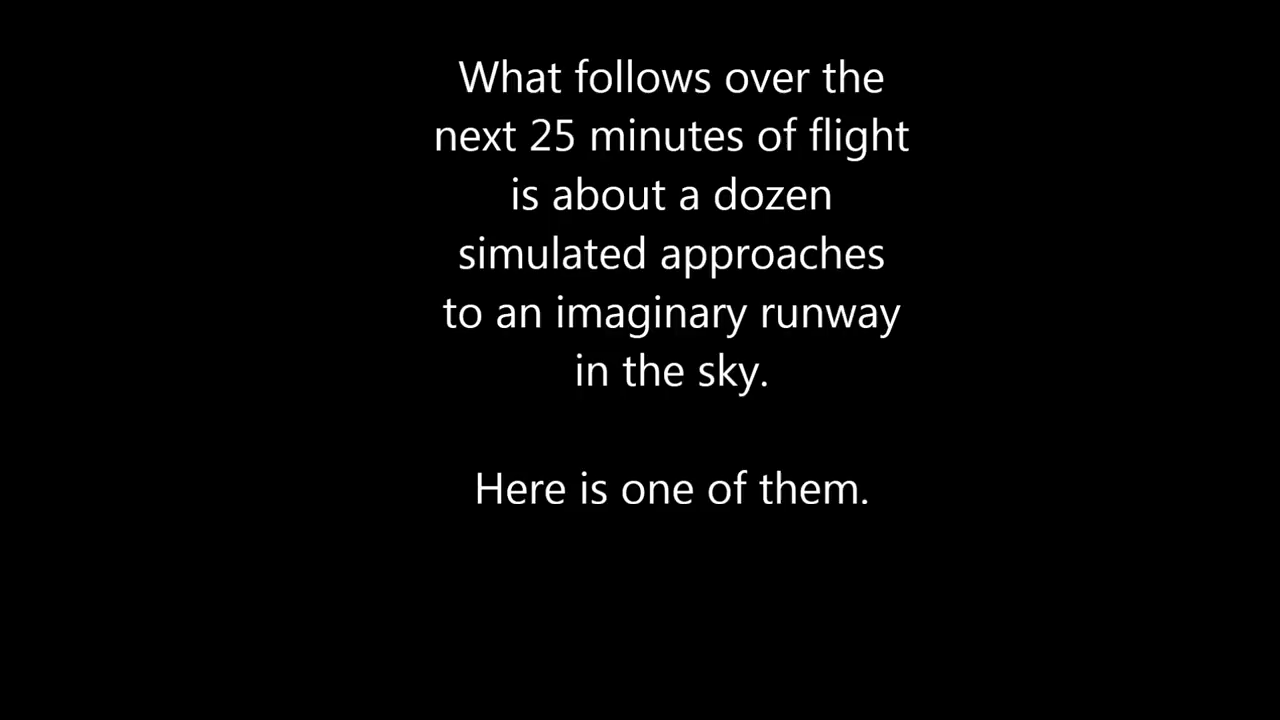 What follows over the
next 25 minutes of flight
is about a dozen
simulated approaches
to an imaginary runway
in the sky.
Here is one of them.